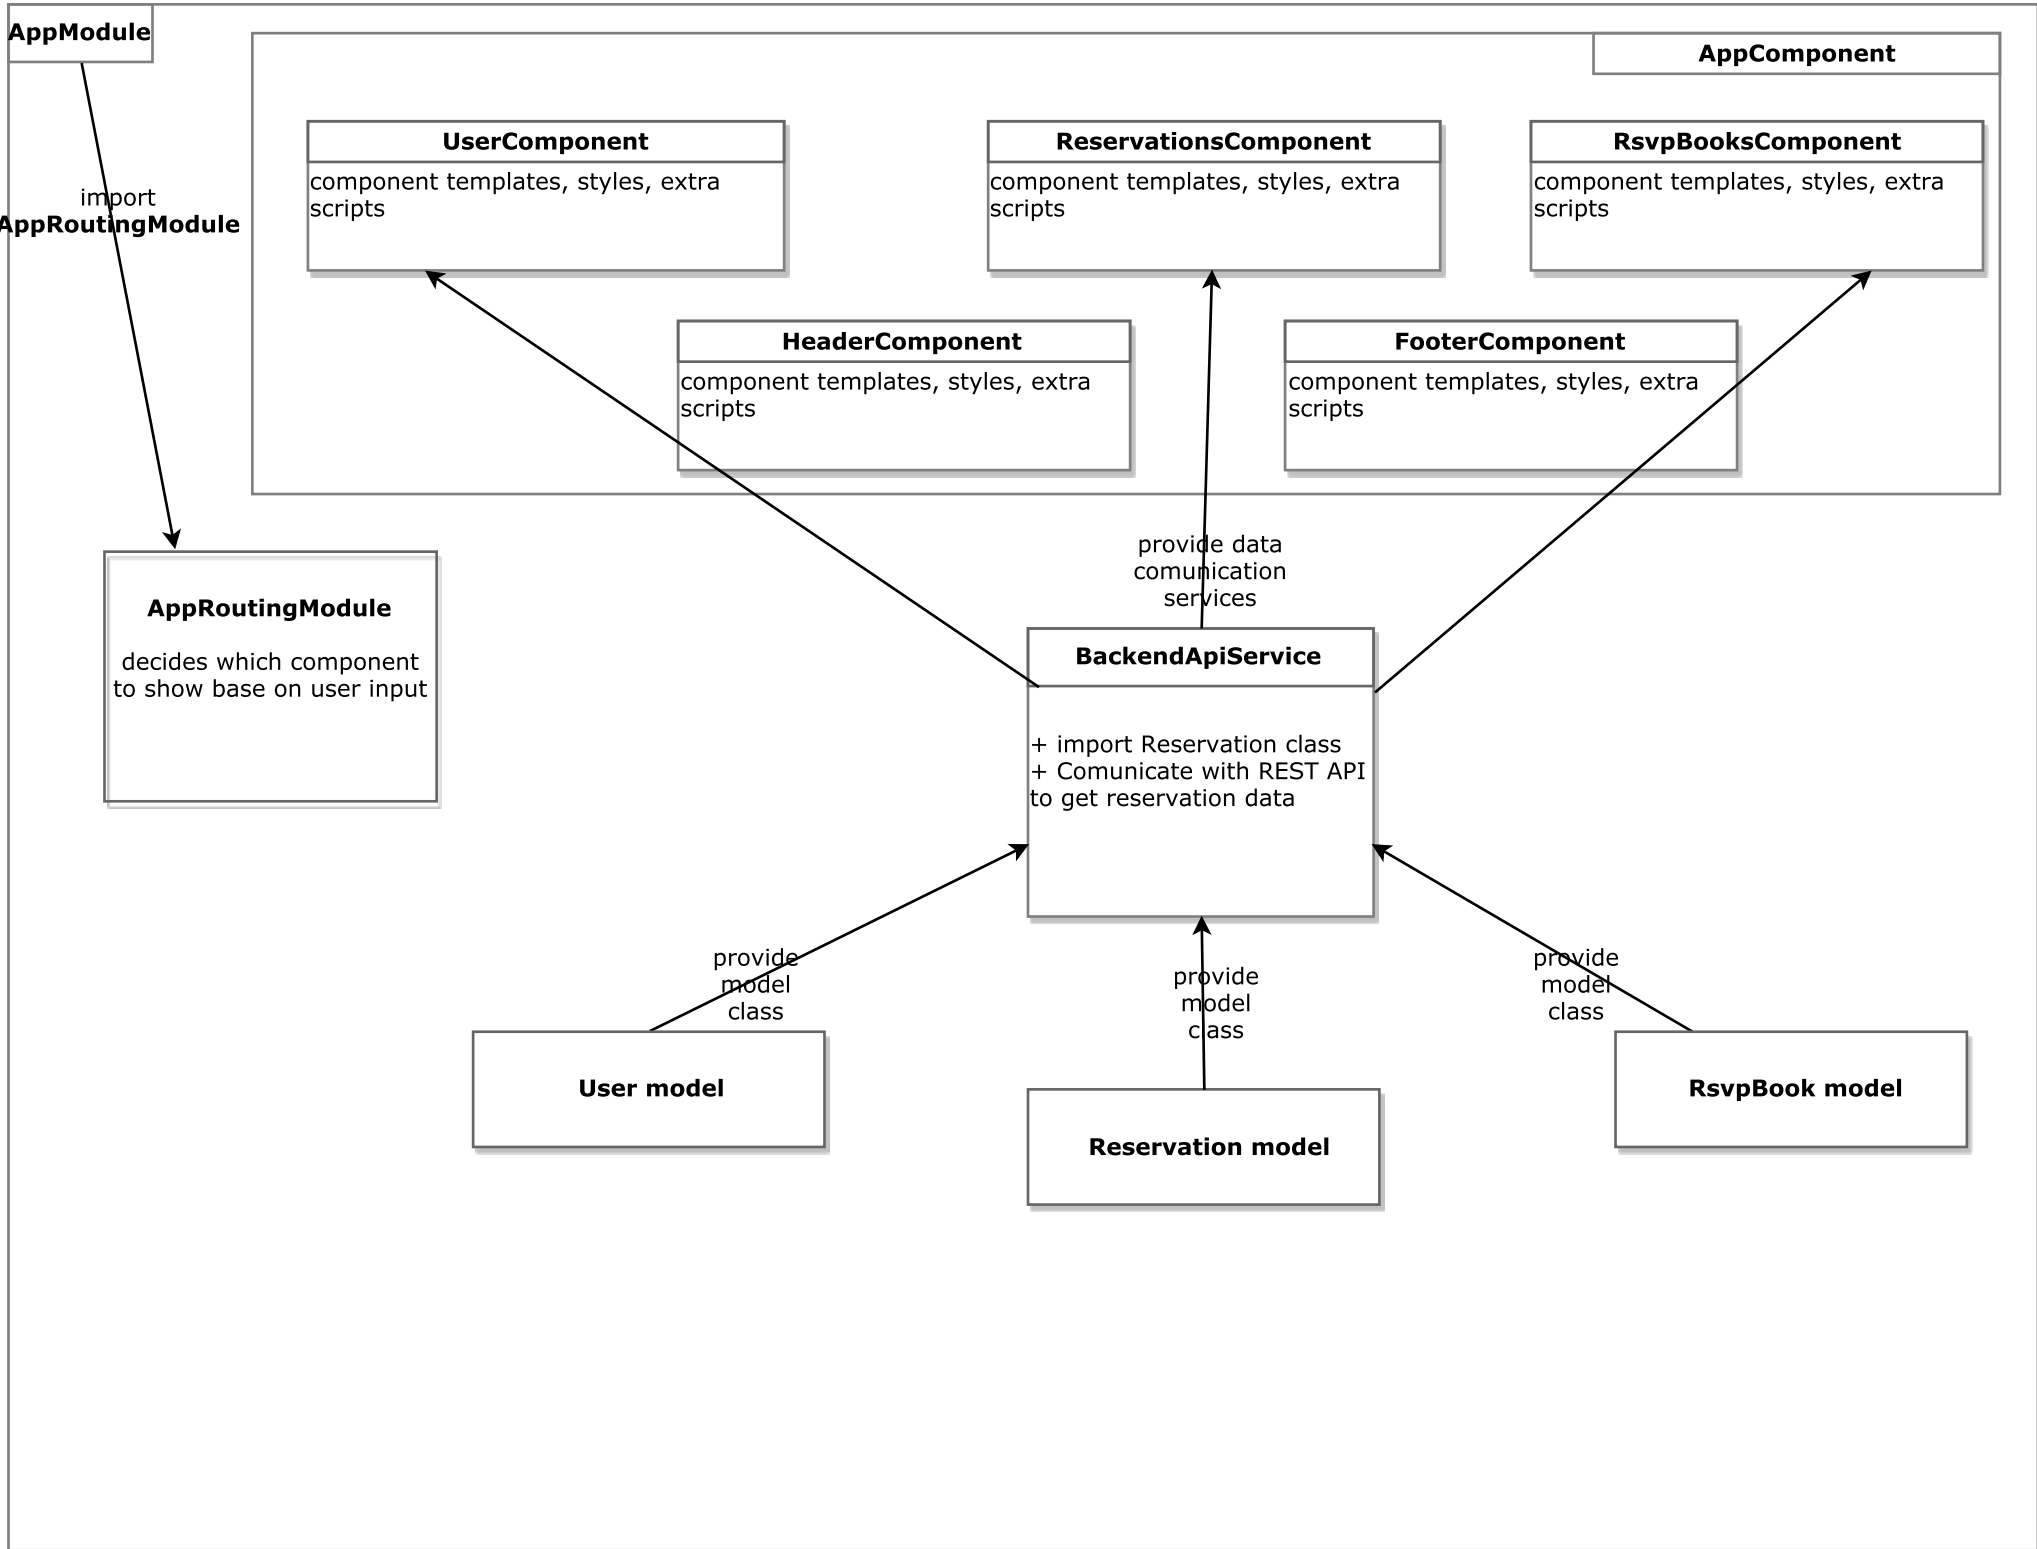 AppModule
AppComponent
UserComponent
component templates, styles, extra
scripts
ReservationsComponent
component templates, styles, extra
scripts
RsvpBooksComponent
component templates, styles, extra
scripts
import
AppRoutingModule
HeaderComponent
component templates, styles, extra
scripts
FooterComponent
component templates, styles, extra
scripts
provide data
comunication
services
AppRoutingModule
decides which component
to show base on user input
BackendApiService
+ import Reservation class
+ Comunicate with REST API
to get reservation data
provide
model
class
provide
model
class
provide
model
class
User model
Reservation model
RsvpBook model